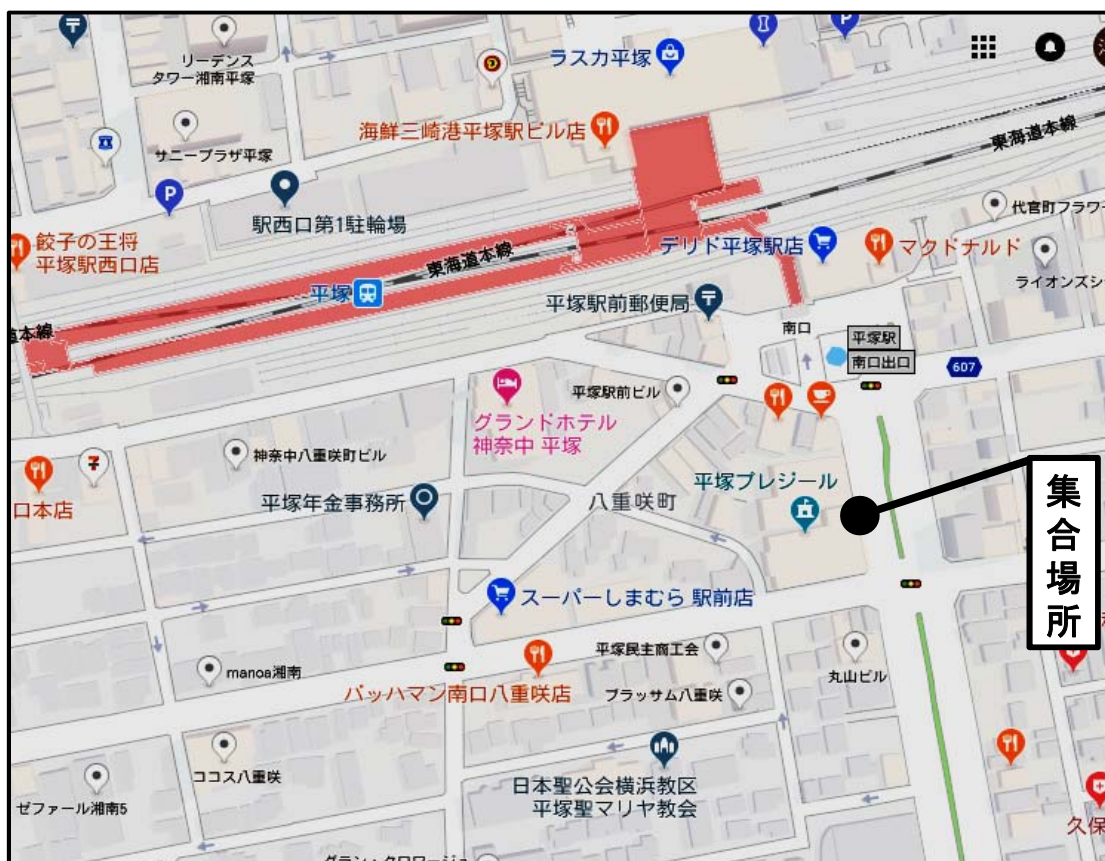 リーデンス
タワー湘南平塚
ラスカ平塚
海鮮三崎港平塚駅ビル店
東海道本線
サニープラザ平塚
P
P
駅西口第1駐輪場
代官町フラワ
餃子の王将
平塚駅西口店
東海道本線
デリド平塚駅店
マクドナルド
ライオンズシ
平塚
平塚駅前郵便局
道本線
南口
平塚駅
南口出口
607
平塚駅前ビル
グランドホテル
神奈中 平塚
神奈中八重咲町ビル
口本店
平塚年金事務所
八重咲町
平塚プレジール
集合場所
スーパーしまむら 駅前店
平塚民主商工会
manoa湘南
丸山ビル
バッハマン南口八重咲店
ブラッサム八重咲
ココス八重咲
日本聖公会横浜教区
平塚聖マリヤ教会
ゼファール湘南5
久保